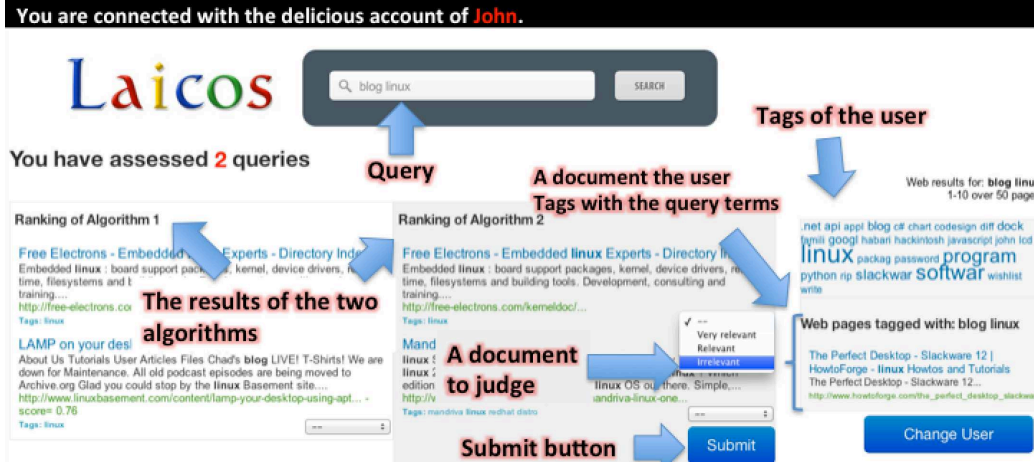 You are connected with the delicious account of John.
Laicos
blog linux
SEARCH
Tags of the user
You have assessed 2 queries
Query
A document the user
Tags with the query terms
Web results for: blog linu
1-10 over 50 page
Ranking of Algorithm 1
Free Electrons - Embedded Experts - Directory Inde
Embedded linux : board support kernel, device drivers,
time, filesystems and
training....
http://free-electrons.co
Tags: linux
The results of the two
algorithms
LAMP on your des
About Us Tutorials User Articles Files Chad's blog LIVE! T-Shirts! We are
down for Maintenance. All old podcast episodes are being moved to
Archive.org Glad you could stop by the linux Basement site....
http://www.linuxbasement.com/content/lamp-your-desktop-using-apt... -
score= 0.76
Tags: linux
--
Ranking of Algorithm 2
Free Electrons - Embedded linux Experts - Directory
Embedded linux : board support packages, kernel, device drivers,
time, filesystems and building tools. Development, consulting and
training....
http://free-electrons.com/kerneldoc/...
Tags: linux
--
Very relevant
Relevant
Irrelevant
Mand
linux
linux
edition linux OS out there. Simple,...
andriva-linux-one...
Tags: mandriva linux redhat distro
A document
to judge
--
Submit button
Submit
.net api appl blog c# chart codesign diff dock
famili googl habari hackintosh javascript john lcd
linux packag password program
python rip slackwar softwar wishlist
write
Web pages tagged with: blog linux
The Perfect Desktop - Slackware 12 |
HowtoForge - linux Howtos and Tutorials
The Perfect Desktop - Slackware 12...
http://www.howtoforge.com/the_perfect_desktop_slackwa
Change User